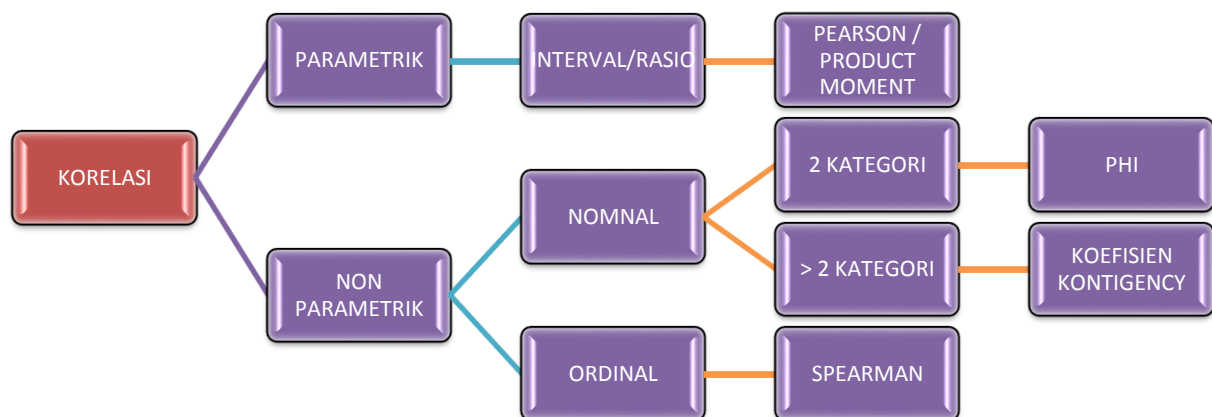 KORELASI
PARAMETRIK
INTERVAL/RASIO
PEARSON /
PRODUCT
MOMENT
NON
PARAMETRIK
NOMNAL
2 KATEGORI
PHI
> 2 KATEGORI
KOEFISIEN
KONTIGENCY
ORDINAL
SPEARMAN